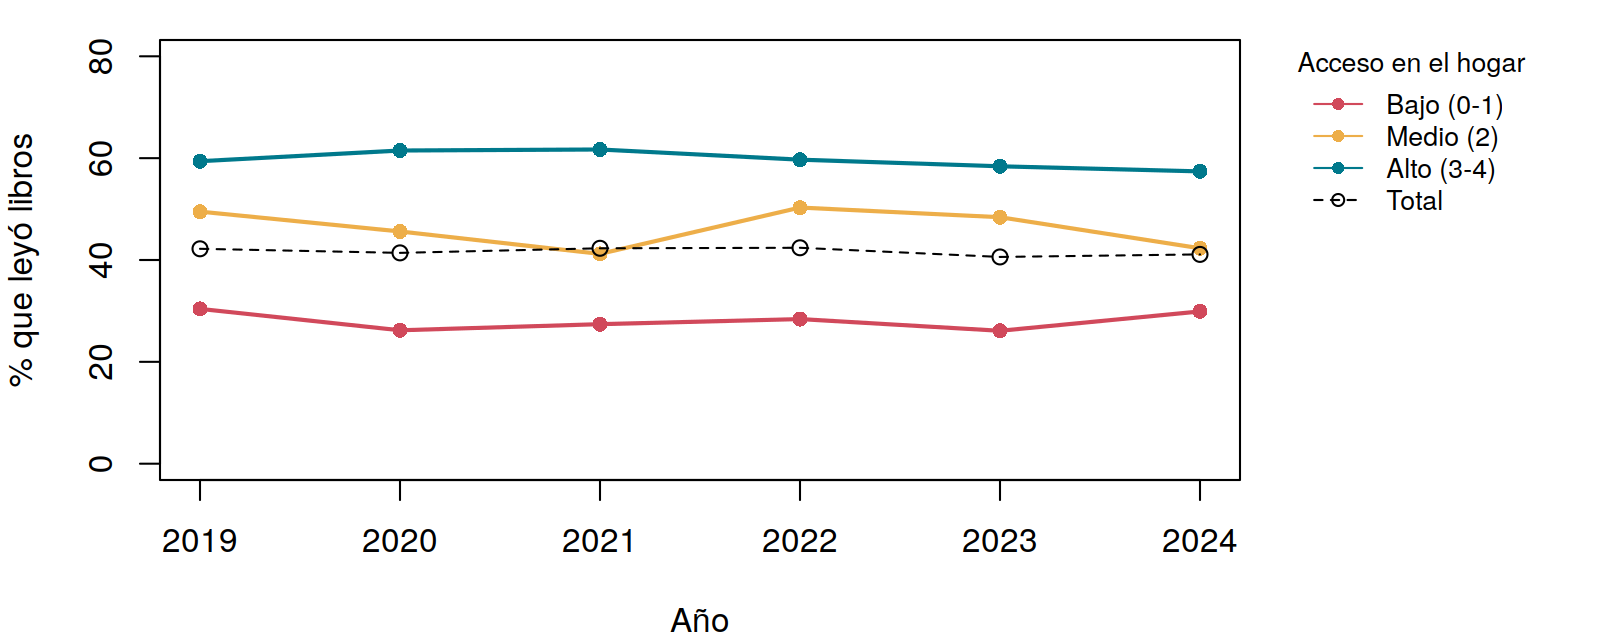 % que leyó libros
80
60
40
20
0
2019 2020 2021 2022 2023 2024
Año
Acceso en el hogar
Bajo (0-1)
Medio (2)
Alto (3-4)
Total